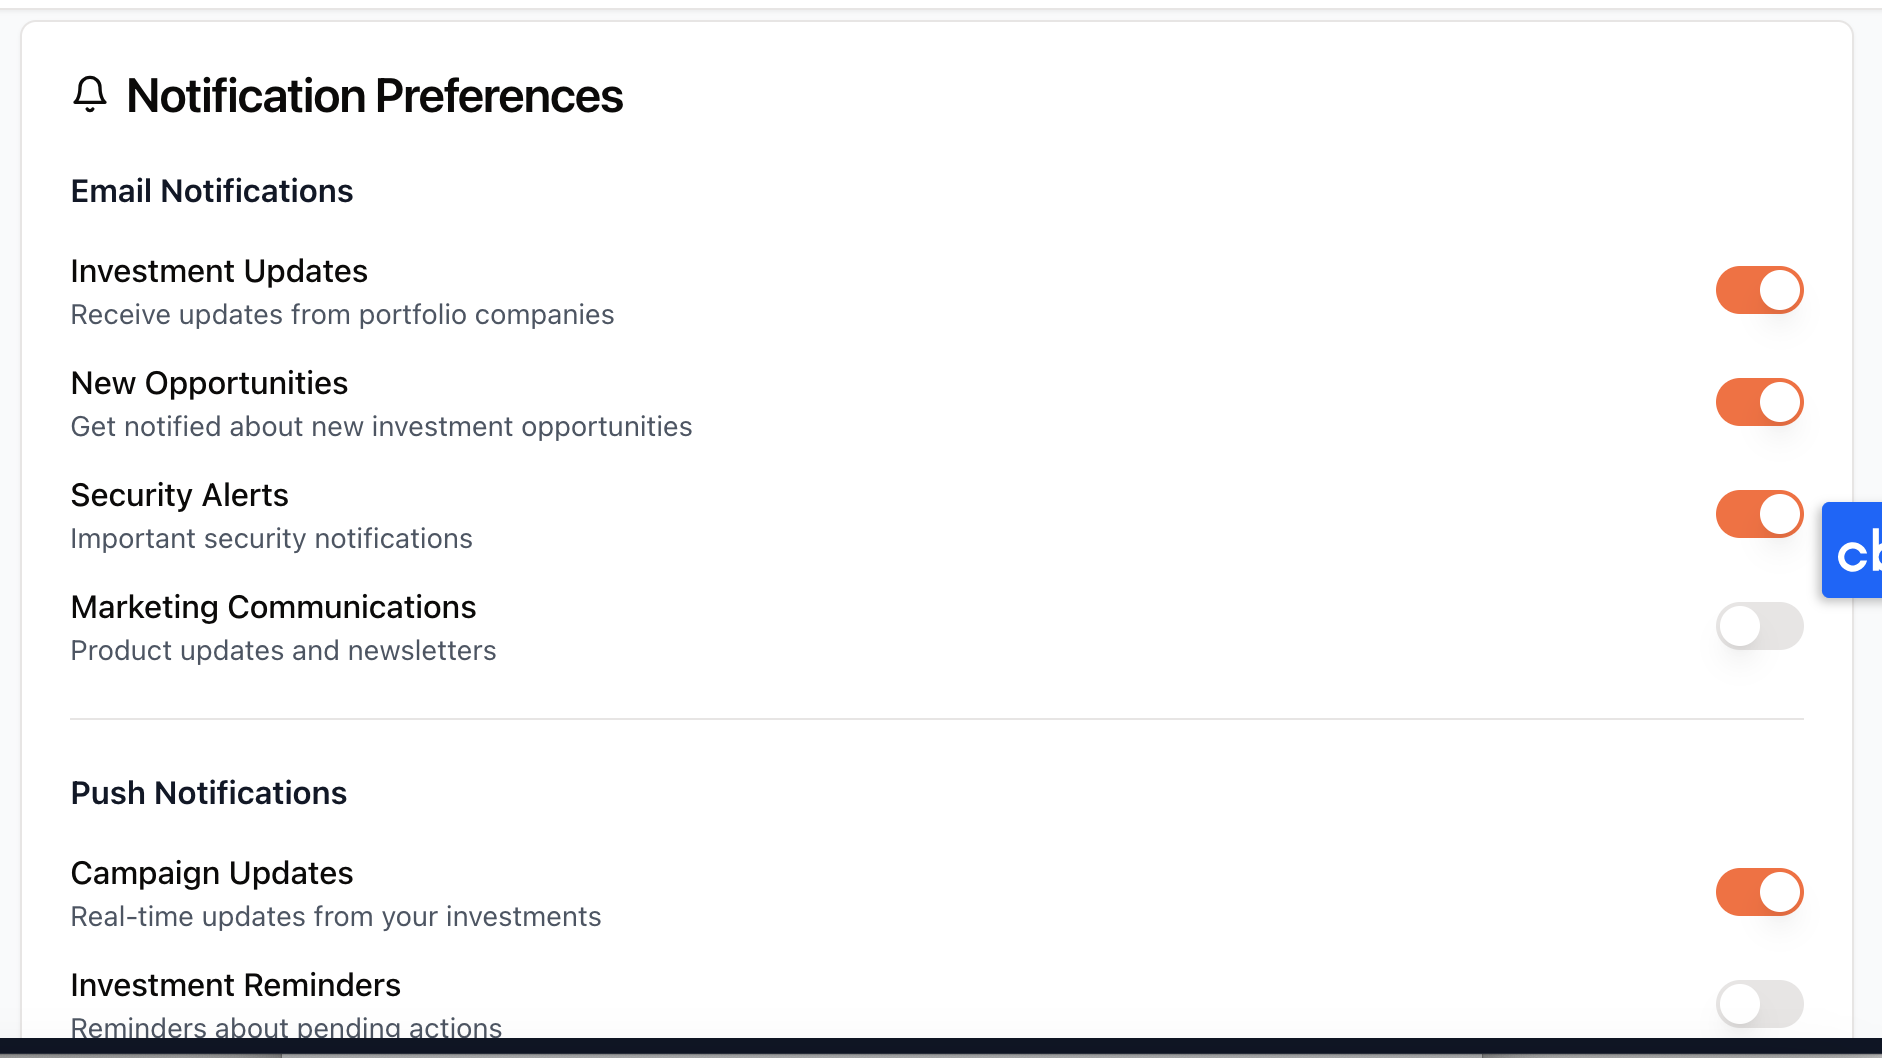 Notification Preferences
Email Notifications
Investment Updates
Receive updates from portfolio companies
New Opportunities
Get notified about new investment opportunities
Security Alerts
Important security notifications
cb
Marketing Communications
Product updates and newsletters
Push Notifications
Campaign Updates
Real-time updates from your investments
Investment Reminders
Reminders about pending actions